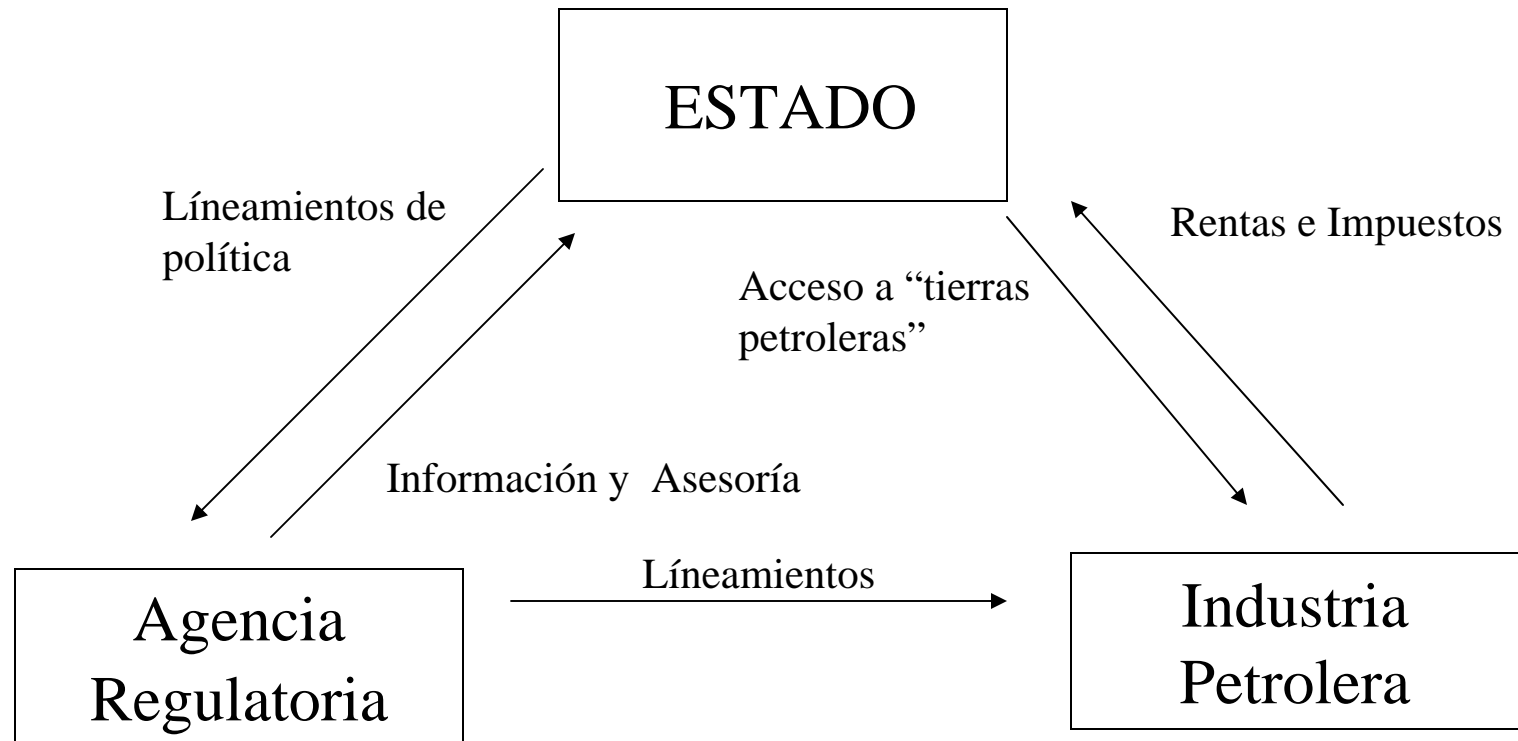 ESTADO
Líneamientos de
política
Rentas e Impuestos
Acceso a “tierras
petroleras”
Información y Asesoría
Líneamientos
Agencia
Regulatoria
Industria
Petrolera